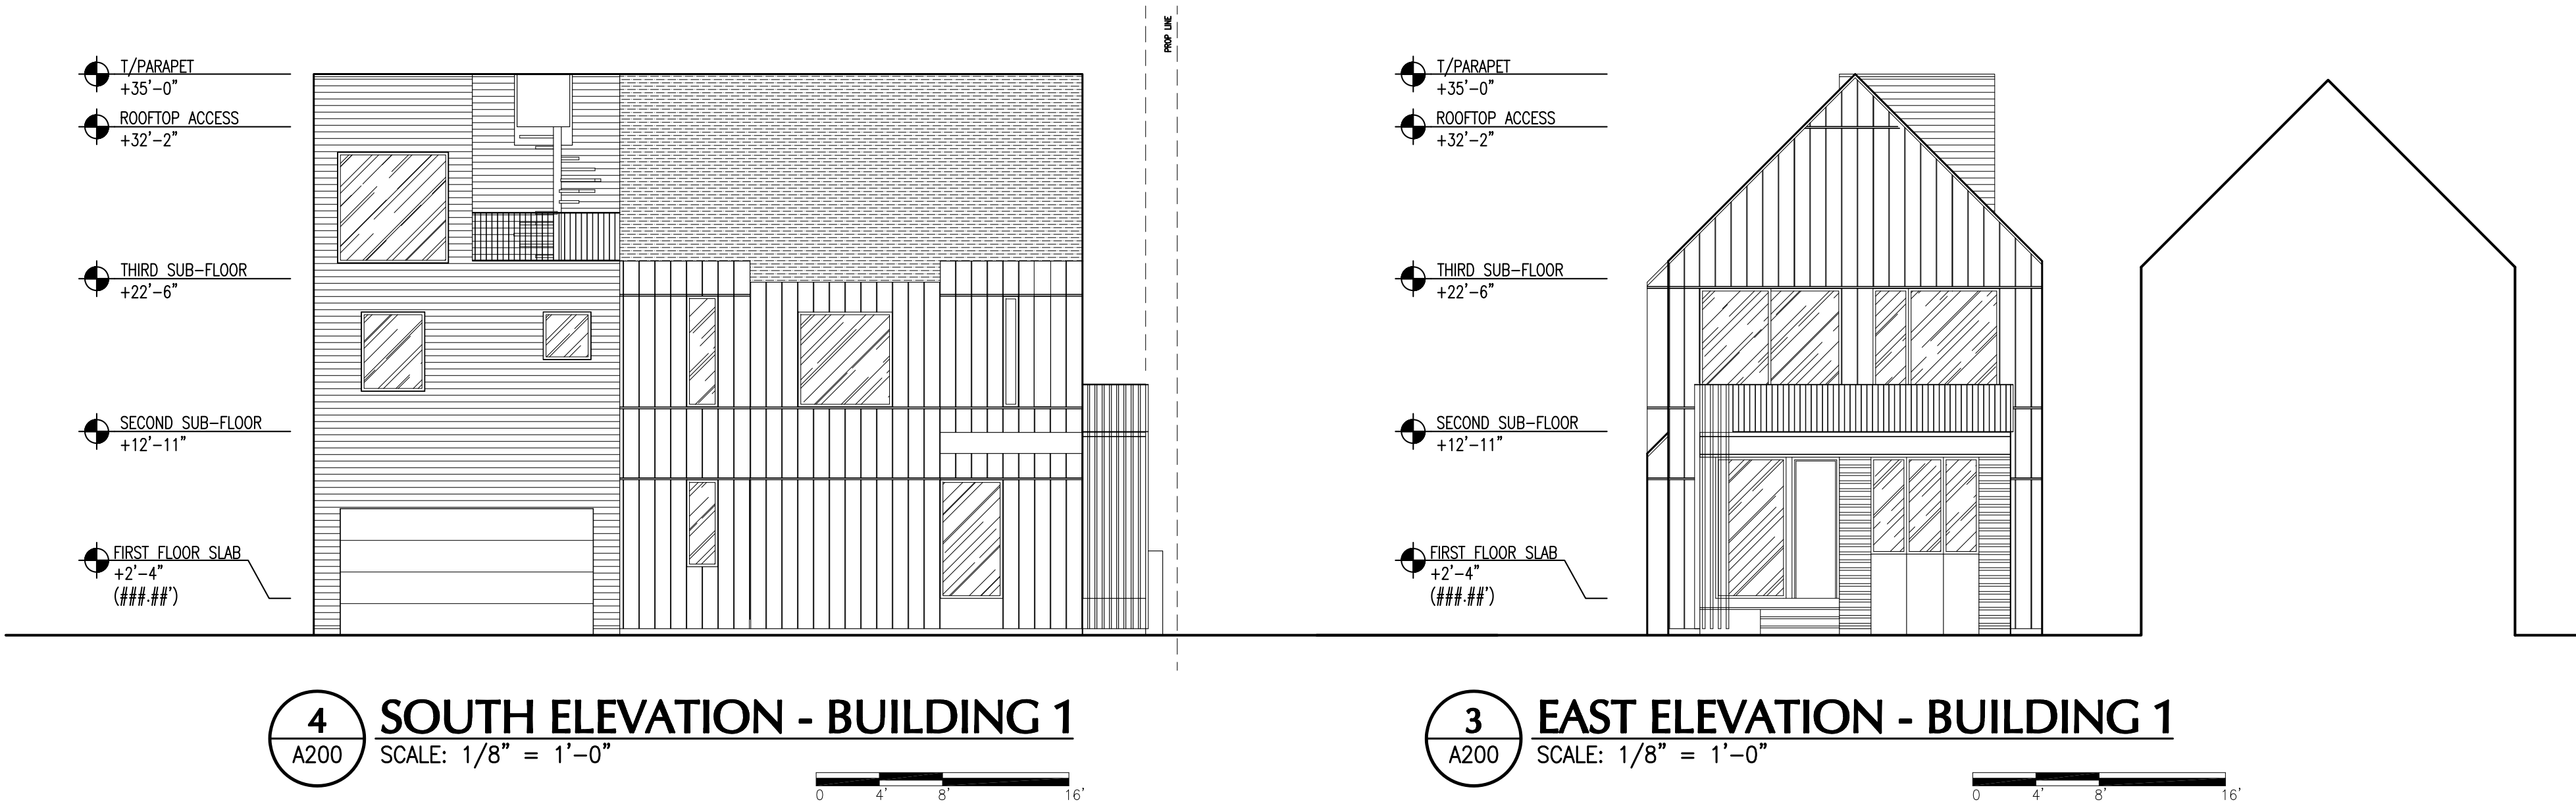 PROP LINE
T/PARAPET
+35'-0"
ROOFTOP ACCESS
+32'-2"
THIRD SUB-FLOOR
+22'-6"
SECOND SUB-FLOOR
+12'-11"
FIRST FLOOR SLAB
+2'-4"
(###.##')
4
A200
SOUTH ELEVATION - BUILDING 1
SCALE: 1/8" = 1'-0"
0 4' 8' 16'
T/PARAPET
+35'-0"
ROOFTOP ACCESS
+32'-2"
THIRD SUB-FLOOR
+22'-6"
SECOND SUB-FLOOR
+12'-11"
FIRST FLOOR SLAB
+2'-4"
(###.##')
3
A200
EAST ELEVATION - BUILDING 1
SCALE: 1/8" = 1'-0"
0 4' 8' 16'